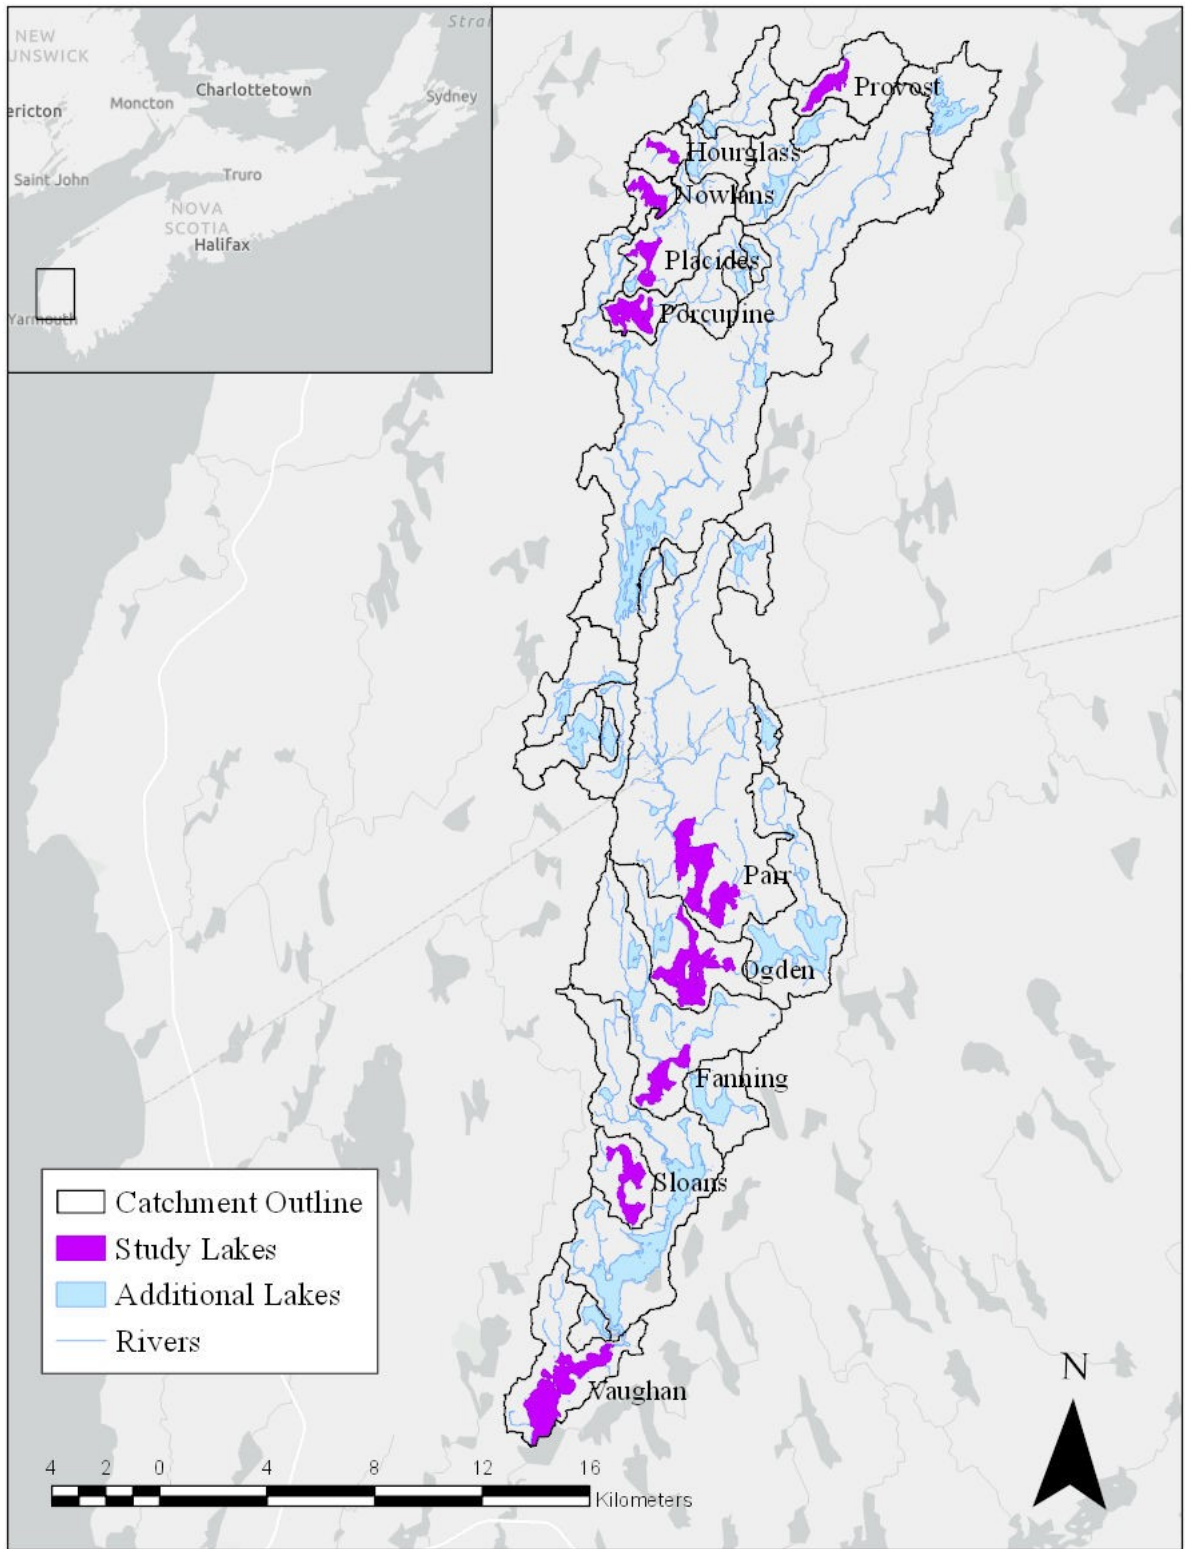 Strai
NEW
UNSWICK
Charlottetown
Moncton
Sydney
ericton
Saint John
Truro
NOVA
SCOTIA
Halifax
Yarmouth
Provost
Hourglass
Nowlans
Placides
Porcupine
Parr
Ogden
Fanning
Sloans
Vaughan
Catchment Outline
Study Lakes
Additional Lakes
Rivers
N
4 2 0 4 8 12 16
Kilometers